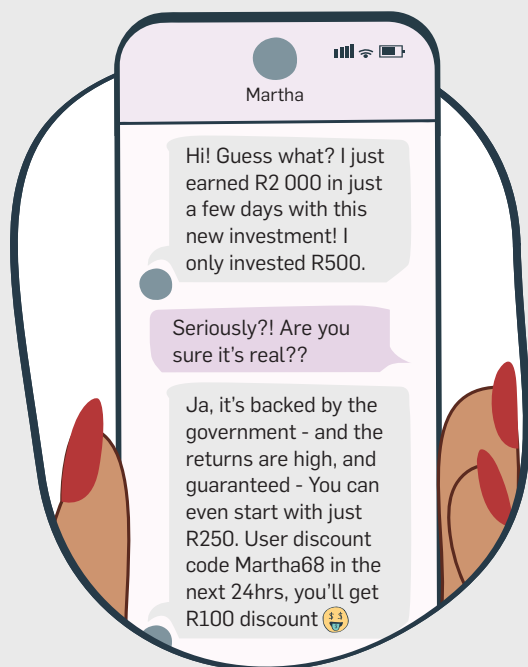 Martha
Hi! Guess what? I just
earned R2 000 in just
a few days with this
new investment! I
only invested R500.
Seriously?! Are you
sure it's real??
Ja, it's backed by the
government - and the
returns are high, and
guaranteed - You can
even start with just
R250. User discount
code Martha68 in the
next 24hrs, you'll get
R100 discount 🤑